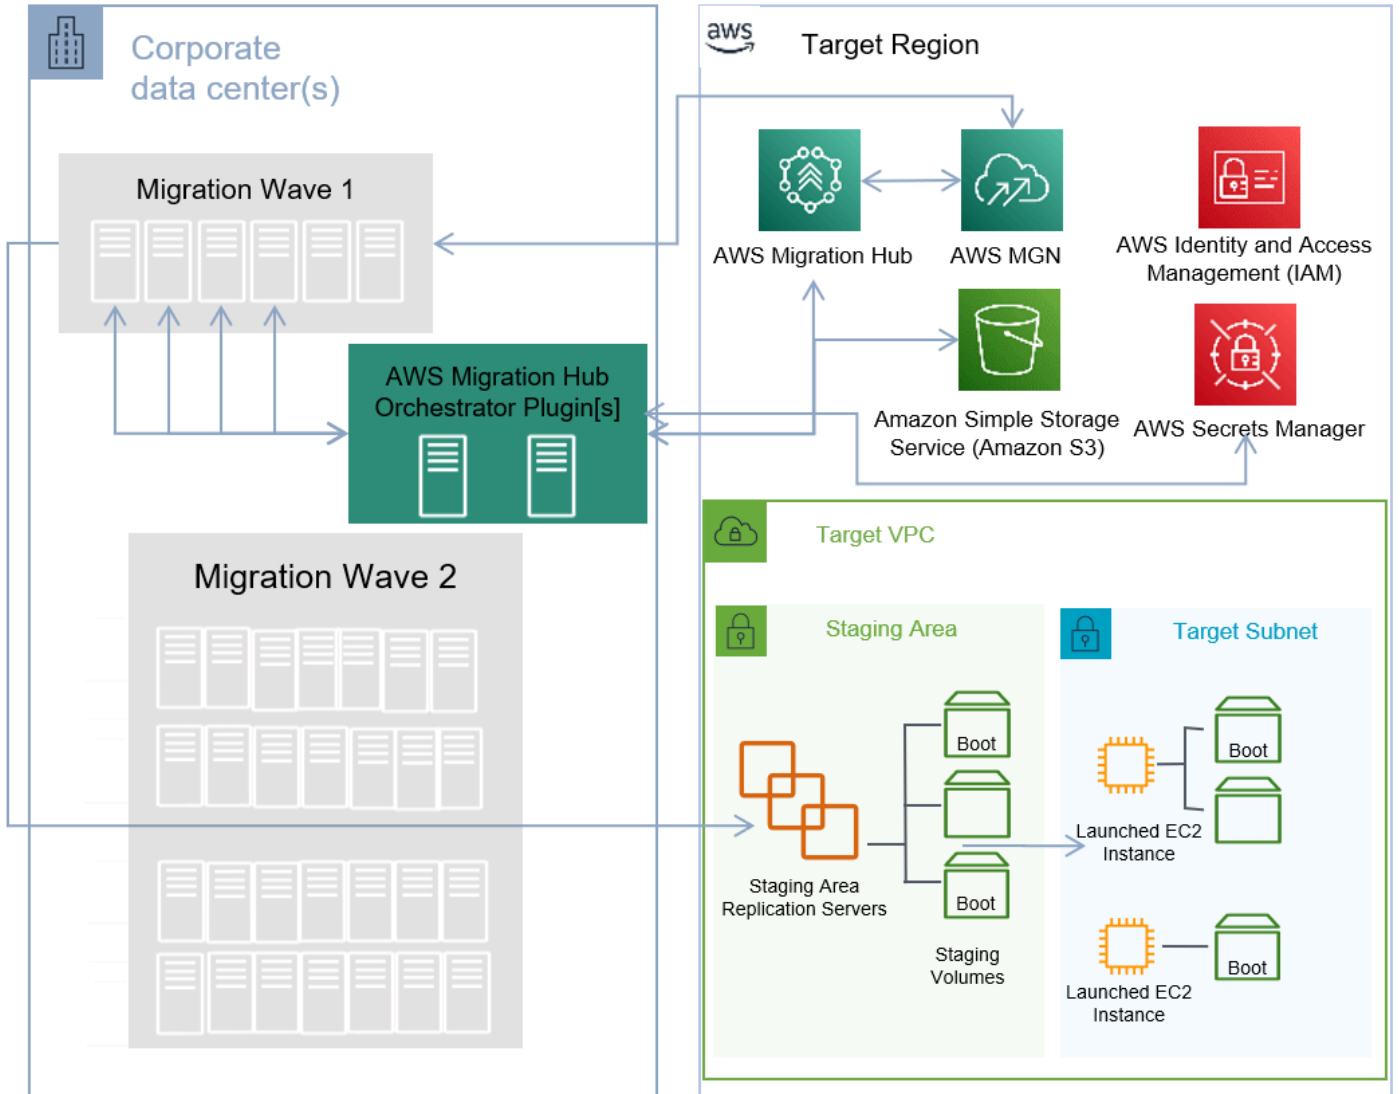 Corporate
data center(s)
Migration Wave 1
AWS Migration Hub
Orchestrator Plugin[s]
Migration Wave 2
aws
Target Region
AWS Migration Hub
AWS MGN
AWS Identity and Access
Management (IAM)
Amazon Simple Storage
Service (Amazon S3)
AWS Secrets Manager
Target VPC
Staging Area
Boot
Boot
Staging Area
Replication Servers
Staging
Volumes
Target Subnet
Boot
Launched EC2
Instance
Boot
Launched EC2
Instance